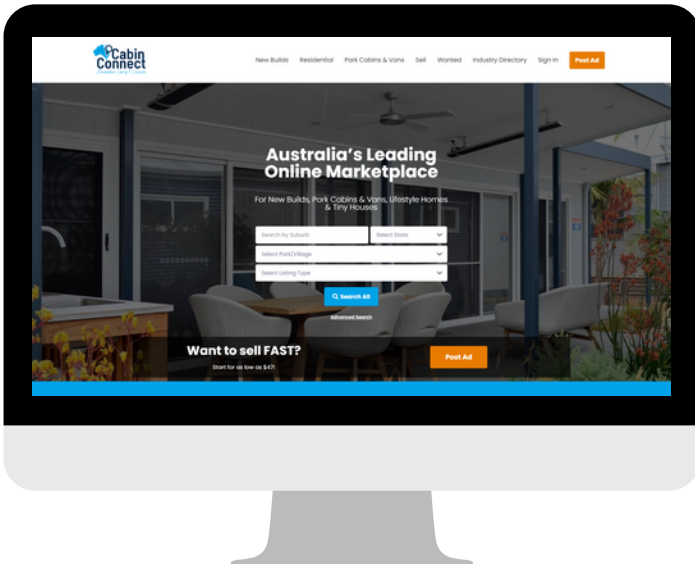 Cabin
Connect
New Builds Residential Park Cabins & Vans Sell Wanted Industry Directory Sign In Post Ad
Australia's Leading
Online Marketplace
For New Builds, Park Cabins & Vans, Lifestyle Homes
& Tiny Houses
Search by Suburb Select State
Select Park/Village
Select Listing Type
Search All
Advanced Search
Want to sell FAST?
Post Ad
Start for as low as $47!